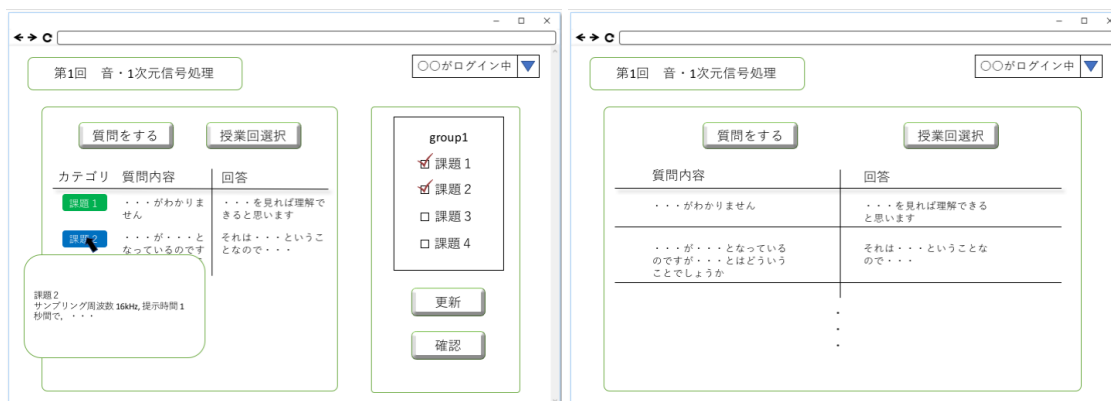 第1回　音・1次元信号処理
〇〇がログイン中
質問をする
授業回選択
カテゴリ
質問内容
回答
課題1
・・・がわかりま
せん
・・・を見れば理解で
きると思います
課題2
・・・が・・・と
なっているのです
それは・・・というこ
となので・・・
課題2
サンプリング周波数 16kHz, 提示時間 1
秒間で, ・・・
group1
課題1
課題2
課題3
課題4
更新
確認
第1回　音・1次元信号処理
〇〇がログイン中
質問をする
授業回選択
質問内容
回答
・・・がわかりません
・・・を見れば理解できる
と思います
・・・が・・・となっている
のですが・・・とはどういう
ことでしょうか
それは・・・ということな
ので・・・
・
・
・